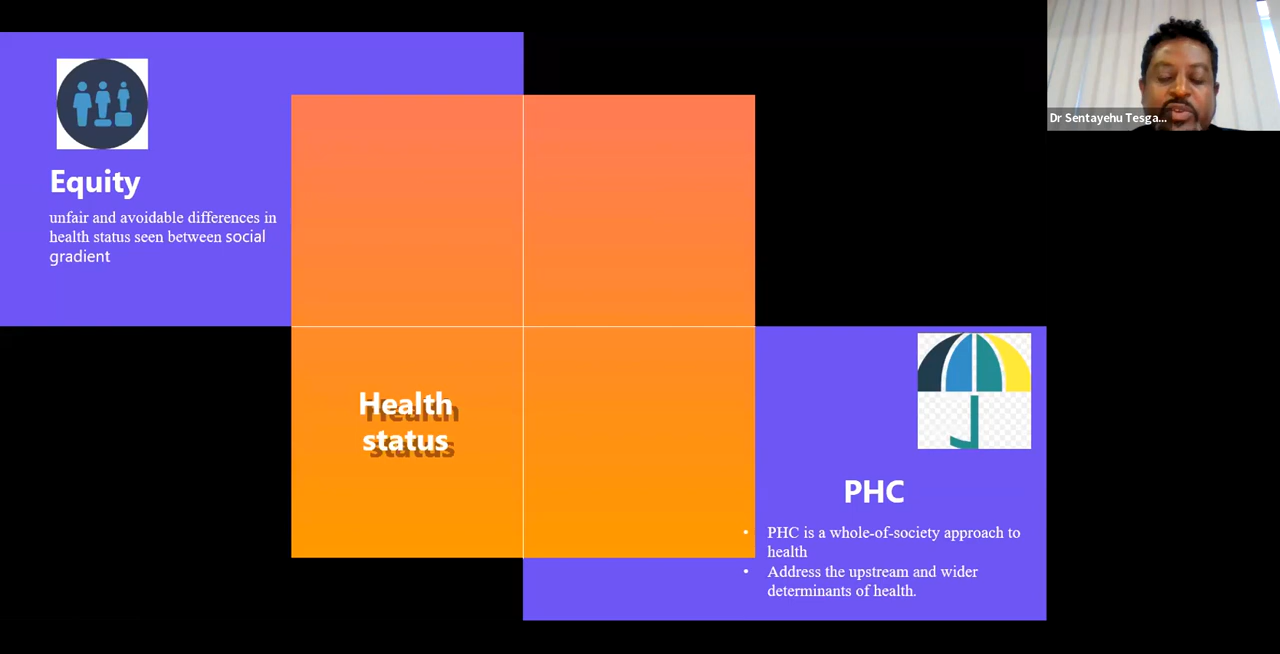 Dr Sentayehu Tesga...
Equity
unfair and avoidable differences in
health status seen between social
gradient
Health
status
PHC
• PHC is a whole-of-society approach to
health
• Address the upstream and wider
determinants of health.